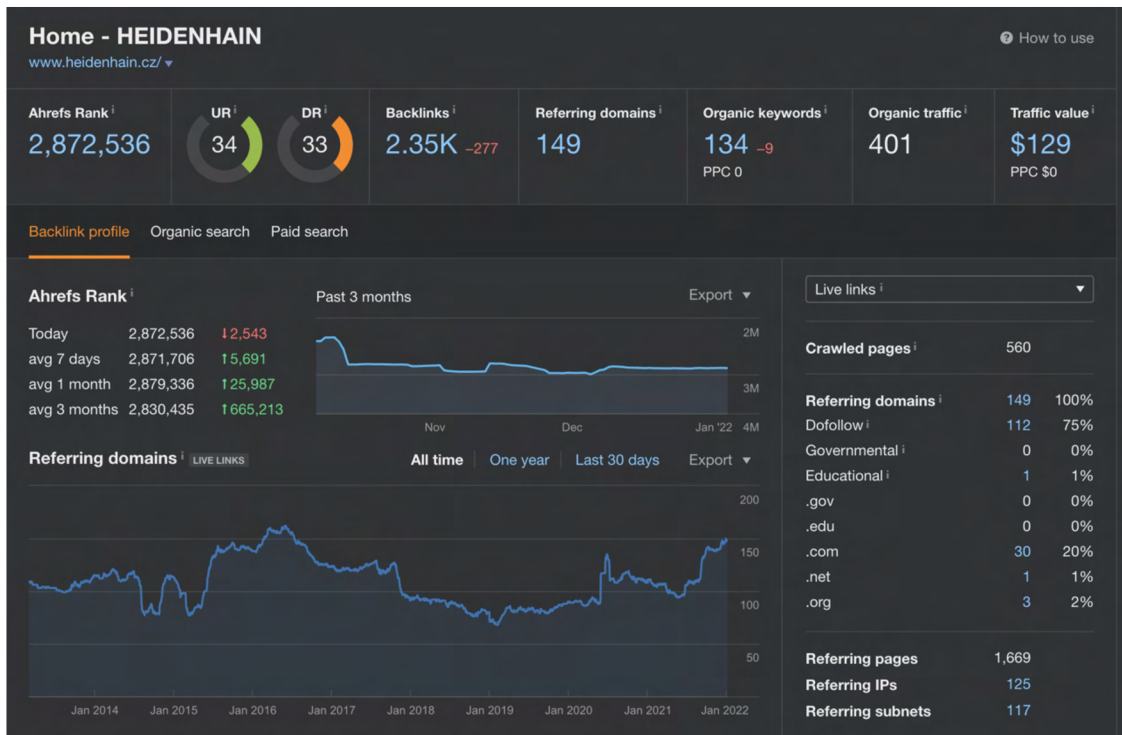 Home - HEIDENHAIN
www.heidenhain.cz/
How to use
Ahrefs Rank
2,872,536
UR
34
DR
33
Backlinks
2.35K -277
Referring domains
149
Organic keywords
134 -9
PPC 0
Organic traffic
401
Traffic value
$129
PPC $0
Backlink profile Organic search Paid search
Ahrefs Rank
Today 2,872,536 ↓2,543
avg 7 days 2,871,706 ↑5,691
avg 1 month 2,879,336 ↑25,987
avg 3 months 2,830,435 ↑665,213
Past 3 months Export
2M
3M
4M
Nov Dec Jan '22
Referring domains LIVE LINKS
All time One year Last 30 days Export
200
150
100
50
Jan 2014 Jan 2015 Jan 2016 Jan 2017 Jan 2018 Jan 2019 Jan 2020 Jan 2021 Jan 2022
Live links
Crawled pages 560
Referring domains 149 100%
Dofollow 112 75%
Governmental 0 0%
Educational 1 1%
.gov 0 0%
.edu 0 0%
.com 30 20%
.net 1 1%
.org 3 2%
Referring pages 1,669
Referring IPs 125
Referring subnets 117